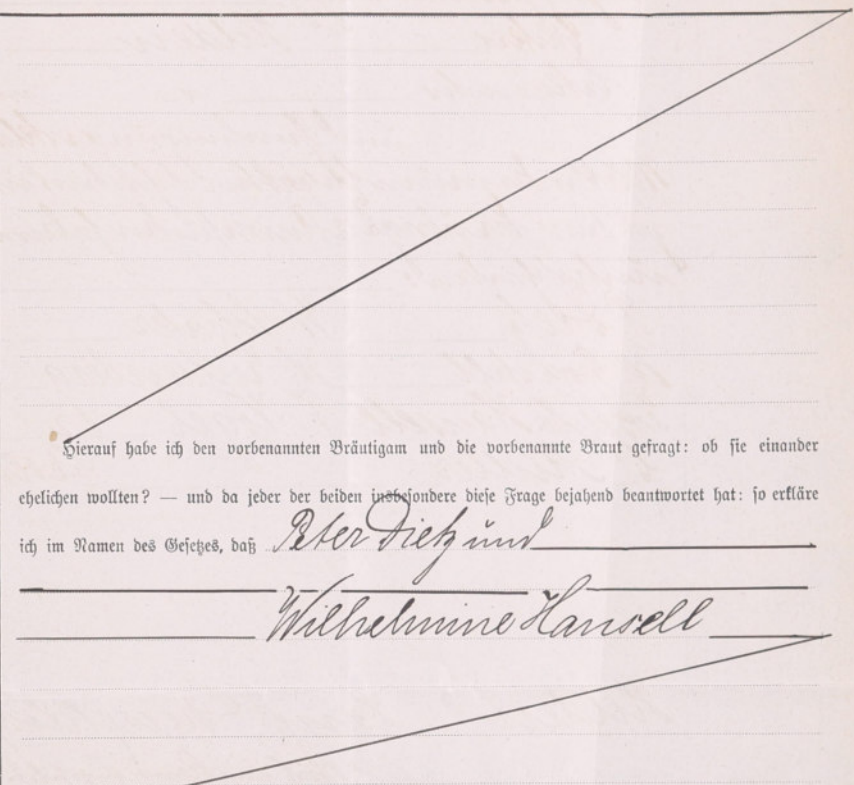 Hierauf habe ich den vorbenannten Bräutigam und die vorbenannte Braut gefragt: ob sie einander
ehelichen wollten? — und da jeder der beiden insbesondere diese Frage bejahend beantwortet hat: so erkläre
ich im Namen des Gesetzes, daß Peter Dietz und
Wilhelmine Hansell